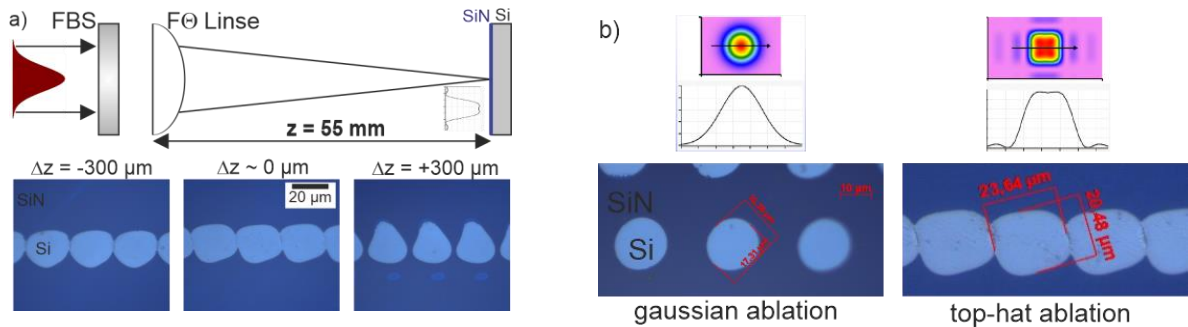 a)
FBS
FΘ Linse
SiN
Si
z = 55 mm
Δz = -300 µm
Δz ~ 0 µm
Δz = +300 µm
SiN
Si
20 µm
b)
SiN
Si
10 µm
23,64 µm
20,48 µm
gaussian ablation
top-hat ablation